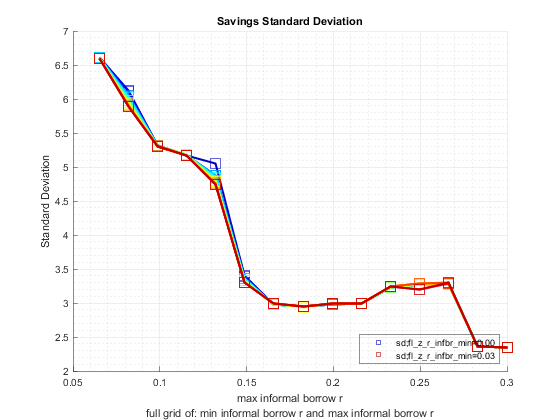 Savings Standard Deviation
7
6.5
6
5.5
5
4.5
4
3.5
3
2.5
2
Standard Deviation
sd;fl_z_r_infbr_min=0.00
sd;fl_z_r_infbr_min=0.03
0.05
0.1
0.15
0.2
0.25
0.3
max informal borrow r
full grid of: min informal borrow r and max informal borrow r